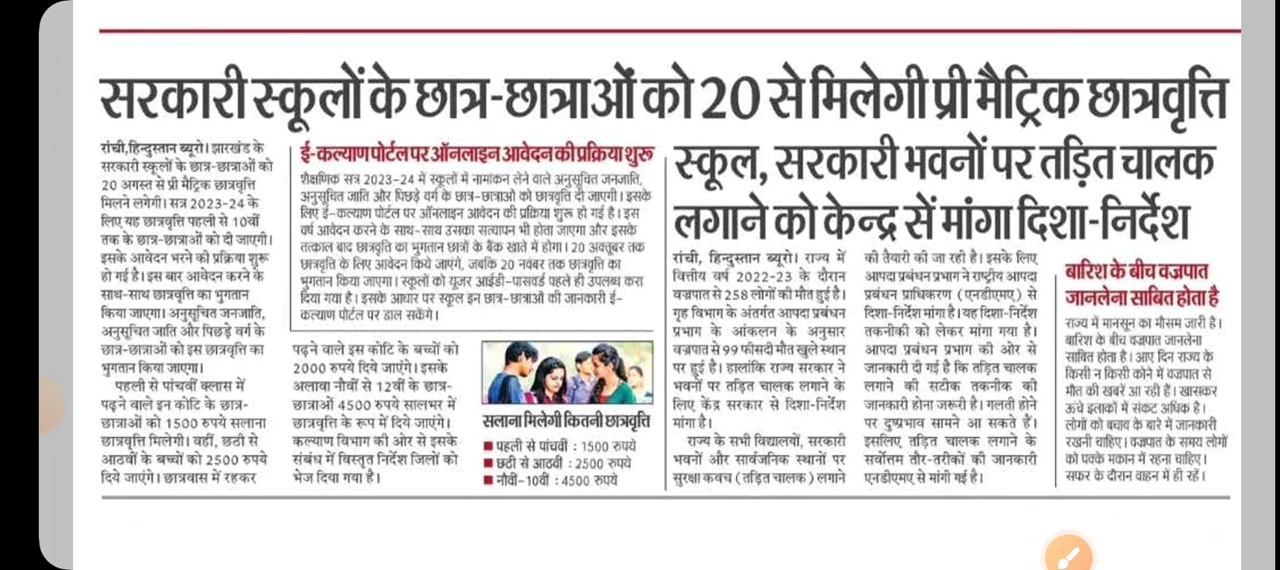 सरकारी स्कूलों के छात्र-छात्राओं को 20 से मिलेगी प्री मैट्रिक छात्रवृत्ति
रांची,हिन्दुस्तान ब्यूरो। झारखंड के
सरकारी स्कूलों के छात्र-छात्राओं को
20 अगस्त से प्री मैट्रिक छात्रवृत्ति
मिलने लगेगी। सत्र 2023-24 के
लिए यह छात्रवृत्ति पहली से 10वीं
तक के छात्र-छात्राओं को दी जाएगी।
इसके आवेदन भरने की प्रक्रिया शुरू
हो गई है। इस बार आवेदन करने के
साथ-साथ छात्रवृत्ति का भुगतान
किया जाएगा। अनुसूचित जनजाति,
अनुसूचित जाति और पिछड़े वर्ग के
छात्र-छात्राओं को इस छात्रवृत्ति का
भुगतान किया जाएगा।
पहली से पांचवीं क्लास में
पढ़ने वाले इन कोटि के छात्र-
छात्राओं को 1500 रुपये सलाना
छात्रवृत्ति मिलेगी। वहीं, छठी से
आठवीं के बच्चों को 2500 रुपये
दिये जाएंगे। छात्रवास में रहकर
ई-कल्याण पोर्टल पर ऑनलाइन आवेदन की प्रक्रिया शुरू
शैक्षणिक सत्र 2023-24 में स्कूलों में नामांकन लेने वाले अनुसूचित जनजाति,
अनुसूचित जाति और पिछड़े वर्ग के छात्र-छात्राओ को छात्रवृति दी जाएगी। इसके
लिए ई-कल्याण पोर्टल पर ऑनलाइन आवेदन की प्रक्रिया शुरू हो गई है। इस
वर्ष आवेदन करने के साथ-साथ उसका सत्यापन भी होता जाएगा और इसके
तत्काल बाद छात्रवृति का भुगतान छात्रों के बैंक खाते में होगा। 20 अक्तूबर तक
छात्रवृत्ति के लिए आवेदन किये जाएंगे, जबकि 20 नवंबर तक छात्रवृत्ति का
भुगतान किया जाएगा। स्कूलों को यूजर आईडी-पासवर्ड पहले ही उपलब्ध करा
दिया गया है। इसके आधार पर स्कूल इन छात्र-छात्राओं की जानकारी ई-
कल्याण पोर्टल पर डाल सकेंगे।
पढ़ने वाले इस कोटि के बच्चों को
2000 रुपये दिये जाएंगे। इसके
अलावा नौवीं से 12वीं के छात्र-
छात्राओं 4500 रुपये सालभर में
छात्रवृत्ति के रूप में दिये जाएंगे।
कल्याण विभाग की ओर से इसके
संबंध में विस्तृत निर्देश जिलों को
भेज दिया गया है।
सलाना मिलेगी कितनी छात्रवृत्ति
पहली से पांचवीं : 1500 रुपये
छठी से आठवीं : 2500 रुपये
नौवीं-10वीं : 4500 रुपये
स्कूल, सरकारी भवनों पर तड़ित चालक
लगाने को केन्द्र सें मांगा दिशा-निर्देश
रांची, हिन्दुस्तान ब्यूरो। राज्य में
वित्तीय वर्ष 2022-23 के दौरान
वज्रपात से 258 लोगों की मौत हुई है।
गृह विभाग के अंतर्गत आपदा प्रबंधन
प्रभाग के आंकलन के अनुसार
वज्रपात से 99 फीसदी मौत खुले स्थान
पर हुई है। हालांकि राज्य सरकार ने
भवनों पर तड़ित चालक लगाने के
लिए केंद्र सरकार से दिशा-निर्देश
मांगा है।
राज्य के सभी विद्यालयों, सरकारी
भवनों और सार्वजनिक स्थानों पर
सुरक्षा कवच (तड़ित चालक) लगाने
की तैयारी की जा रही है। इसके लिए
आपदा प्रबंधन प्रभाग ने राष्ट्रीय आपदा
प्रबंधन प्राधिकरण (एनडीएमए) से
दिशा-निर्देश मांगा है। यह दिशा-निर्देश
तकनीकी को लेकर मांगा गया है।
आपदा प्रबंधन प्रभाग की ओर से
जानकारी दी गई है कि तड़ित चालक
लगाने की सटीक तकनीक की
जानकारी होना जरूरी है। गलती होने
पर दुष्प्रभाव सामने आ सकते हैं।
इसलिए तड़ित चालक लगाने के
सर्वोत्तम तौर-तरीकों की जानकारी
एनडीएमए से मांगी गई है।
बारिश के बीच वज्रपात
जानलेना साबित होता है
राज्य में मानसून का मौसम जारी है।
बारिश के बीच वज्रपात जानलेना
साबित होता है। आए दिन राज्य के
किसी न किसी कोने में वज्रपात से
मौत की खबरें आ रही हैं। खासकर
ऊंचे इलाकों में संकट अधिक है।
लोगों को बचाव के बारे में जानकारी
रखनी चाहिए। वज्रपात के समय लोगों
को पक्के मकान में रहना चाहिए।
सफर के दौरान वाहन में ही रहें।